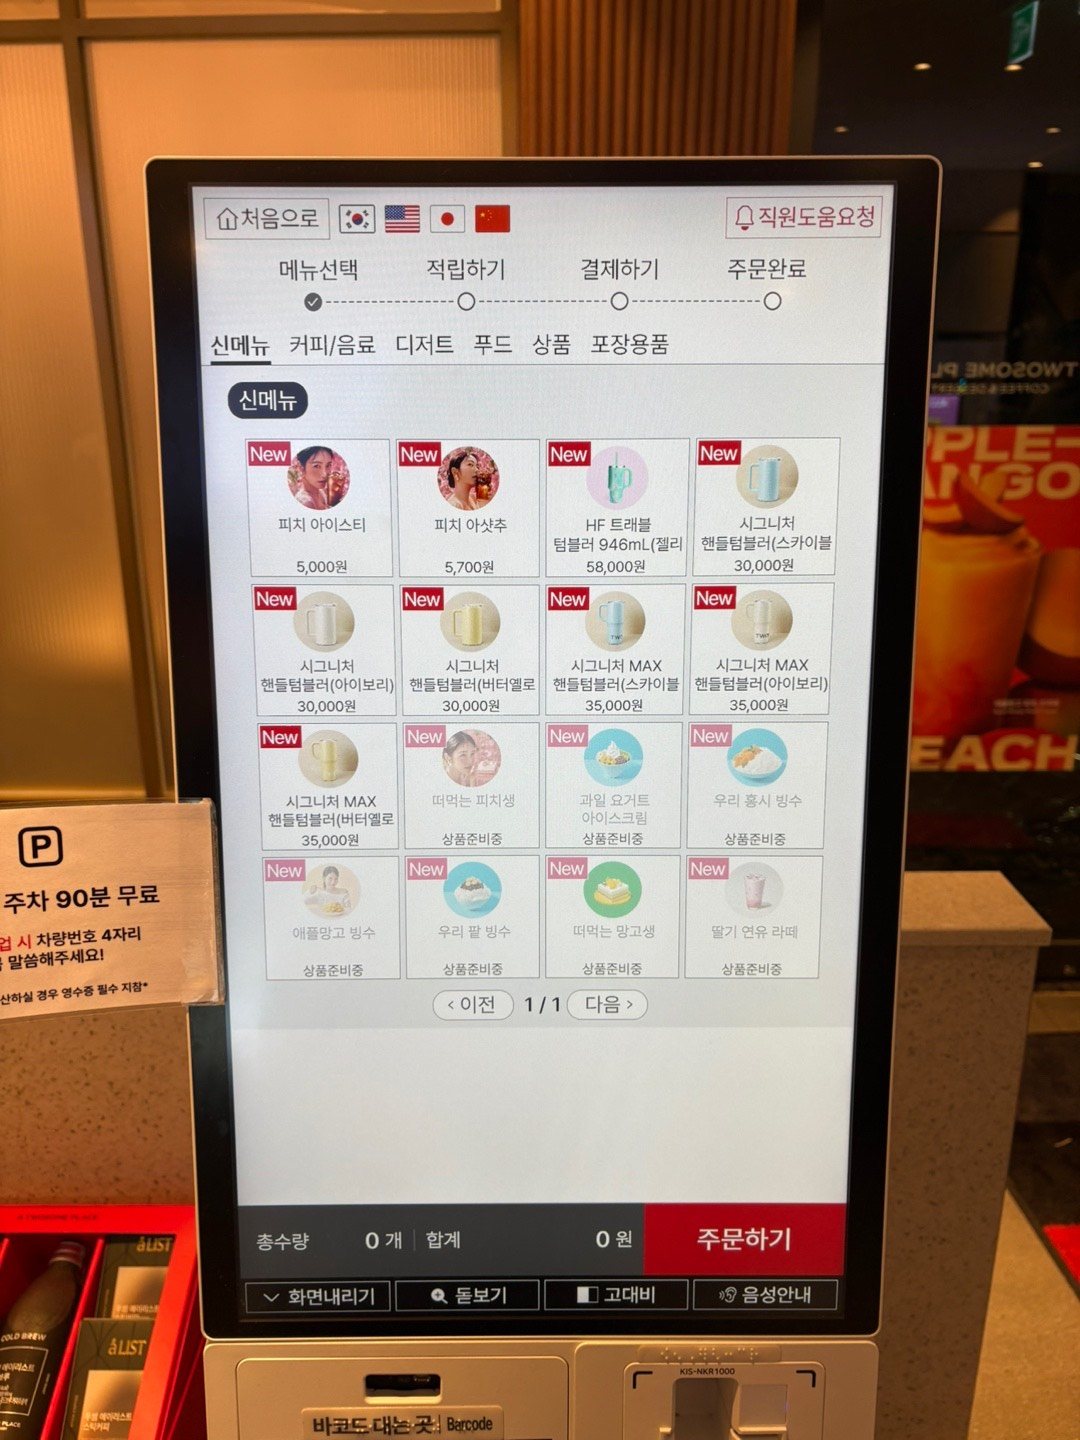 처음으로
직원도움요청
메뉴선택 적립하기 결제하기 주문완료
신메뉴 커피/음료 디저트 푸드 상품 포장용품
신메뉴
New
피치 아이스티
5,000원
New
피치 아샷추
5,700원
New
HF 트래블
텀블러 946mL(젤리
58,000원
New
시그니처
핸들텀블러(스카이블
30,000원
New
시그니처
핸들텀블러(아이보리)
30,000원
New
시그니처
핸들텀블러(버터옐로
30,000원
New
시그니처 MAX
핸들텀블러(스카이블
35,000원
New
시그니처 MAX
핸들텀블러(아이보리)
35,000원
New
시그니처 MAX
핸들텀블러(버터옐로
35,000원
New
떠먹는 피치생
상품준비중
New
과일 요거트
아이스크림
상품준비중
New
우리 홍시 빙수
상품준비중
New
애플망고 빙수
상품준비중
New
우리 팥 빙수
상품준비중
New
떠먹는 망고생
상품준비중
New
딸기 연유 라떼
상품준비중
< 이전 1 / 1 다음 >
총수량 0 개 합계 0 원 주문하기
화면내리기 돋보기 고대비 음성안내
KIS-NKR1000
바코드 대는 곳 Barcode
P
주차 90분 무료
업 시 차량번호 4자리
말씀해주세요!
산하실 경우 영수증 필수 지참*
A TWOSOME PLACE
åLIST
COLD BREW
åLIST
TWOSOME PL
PPLE-
ANGO
EACH